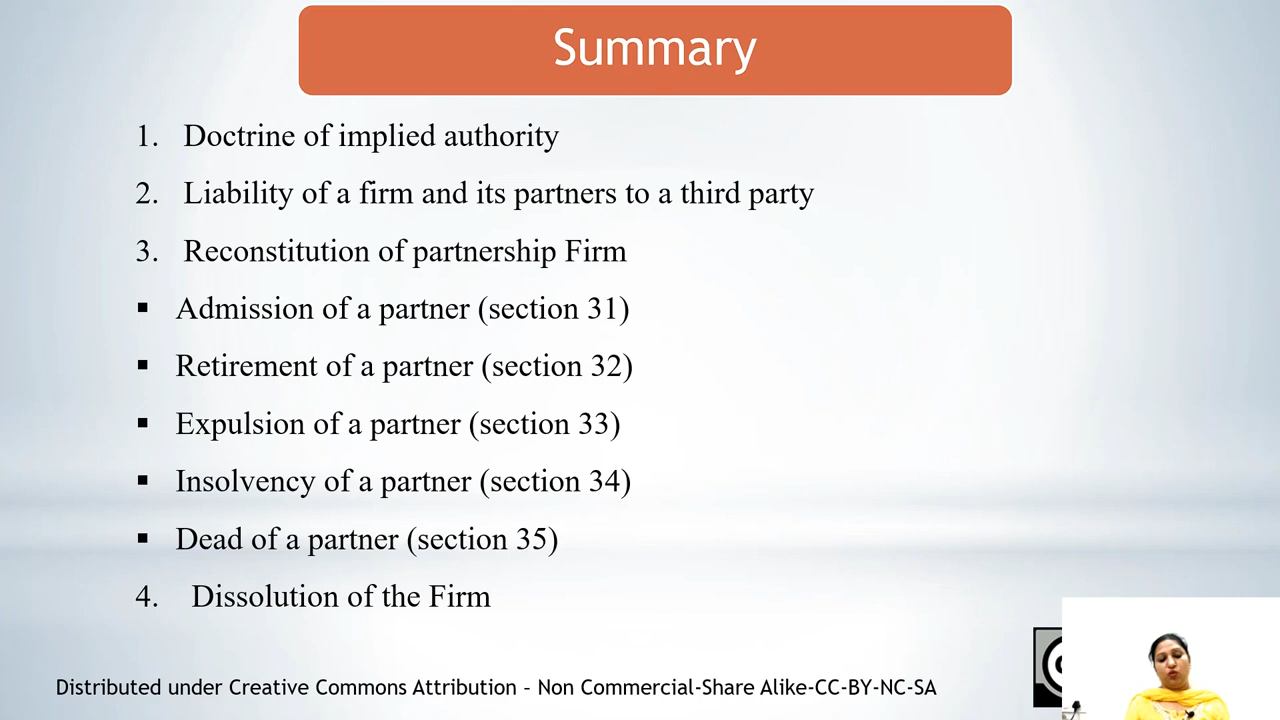 Summary
1. Doctrine of implied authority
2. Liability of a firm and its partners to a third party
3. Reconstitution of partnership Firm
▪ Admission of a partner (section 31)
▪ Retirement of a partner (section 32)
▪ Expulsion of a partner (section 33)
▪ Insolvency of a partner (section 34)
▪ Dead of a partner (section 35)
4. Dissolution of the Firm
Distributed under Creative Commons Attribution – Non Commercial-Share Alike-CC-BY-NC-SA